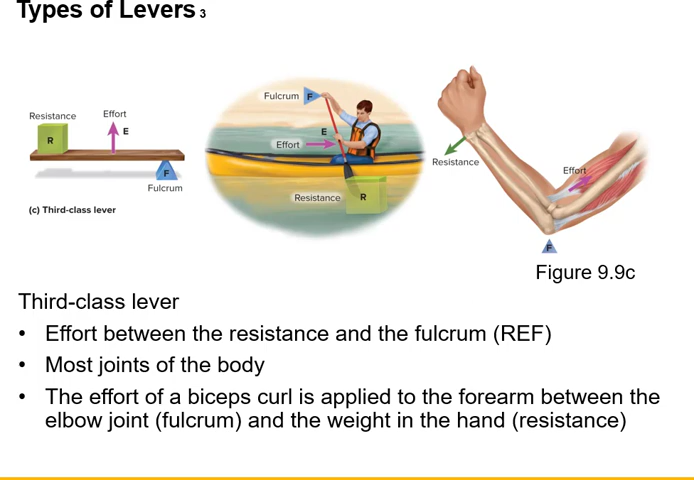 Types of Levers 3
Resistance
R
Effort
E
F
Fulcrum
(c) Third-class lever
Fulcrum
F
E
Effort
Resistance
R
Resistance
Effort
F
Figure 9.9c
Third-class lever
• Effort between the resistance and the fulcrum (REF)
• Most joints of the body
• The effort of a biceps curl is applied to the forearm between the
elbow joint (fulcrum) and the weight in the hand (resistance)